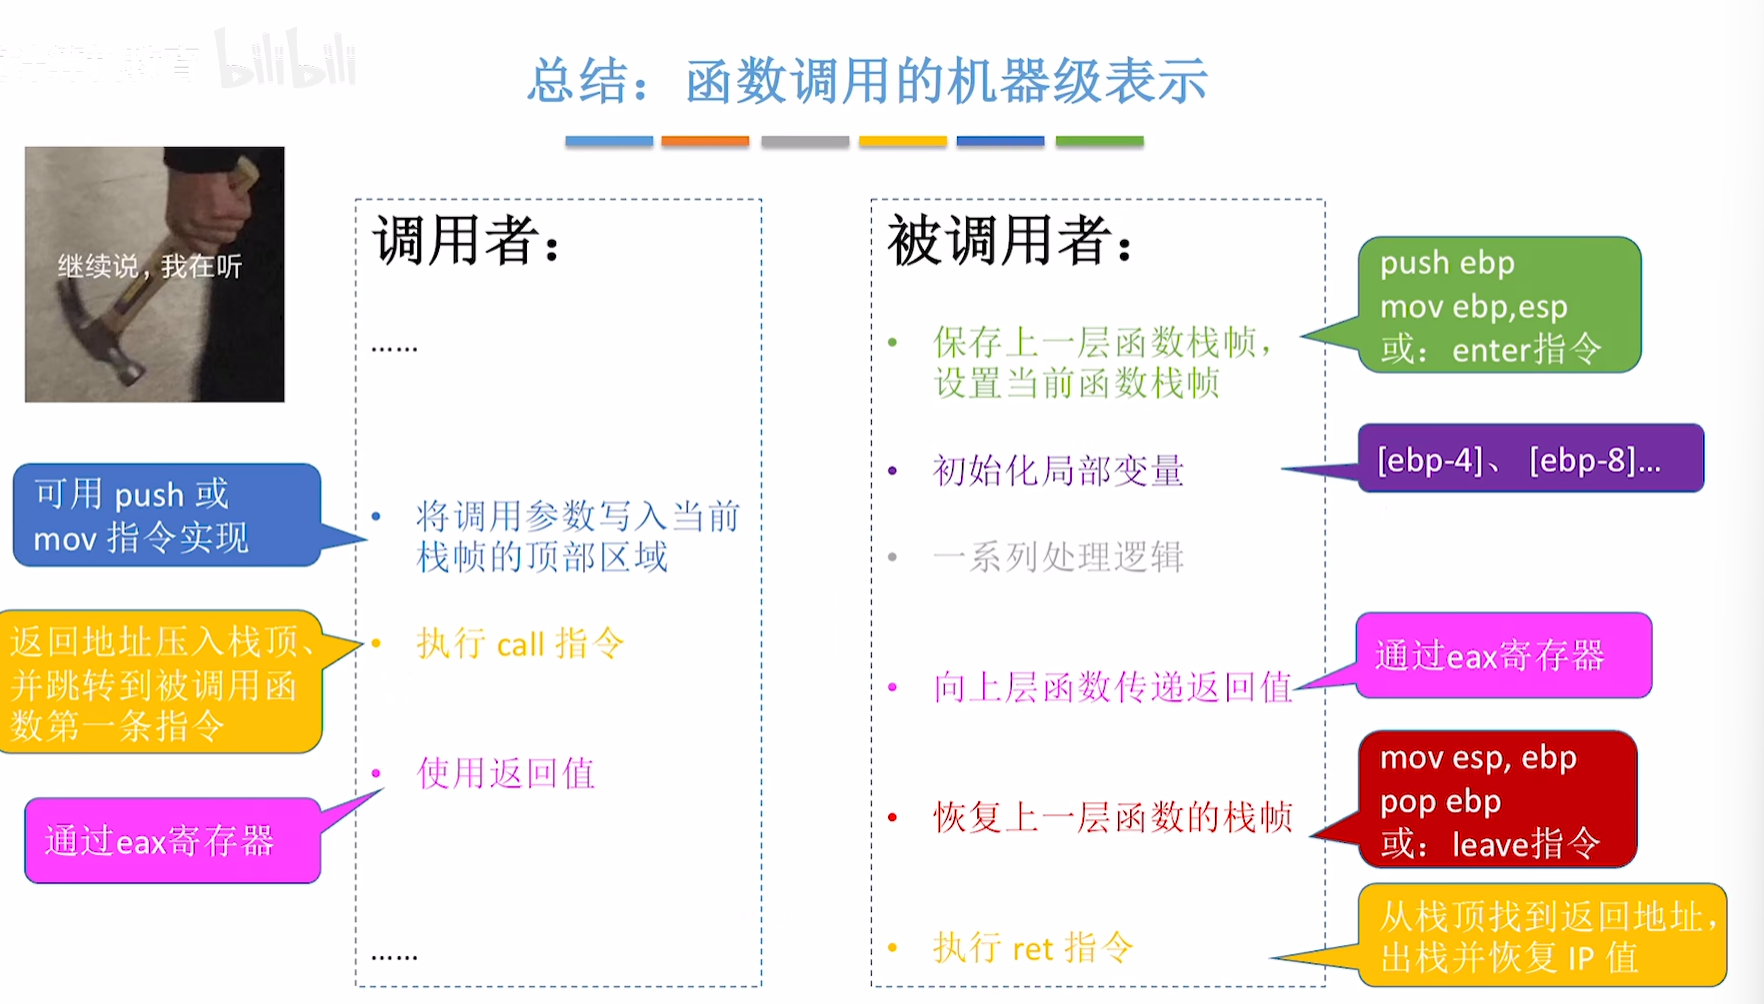 bilibili
总结：函数调用的机器级表示
继续说，我在听
调用者：
……
可用 push 或
mov 指令实现
将调用参数写入当前
栈帧的顶部区域
返回地址压入栈顶、
并跳转到被调用函
数第一条指令
执行 call 指令
使用返回值
通过eax寄存器
……
被调用者：
保存上一层函数栈帧，
设置当前函数栈帧
push ebp
mov ebp,esp
或：enter指令
初始化局部变量
[ebp-4]、 [ebp-8]...
一系列处理逻辑
向上层函数传递返回值
通过eax寄存器
恢复上一层函数的栈帧
mov esp, ebp
pop ebp
或：leave指令
执行 ret 指令
从栈顶找到返回地址，
出栈并恢复 IP 值